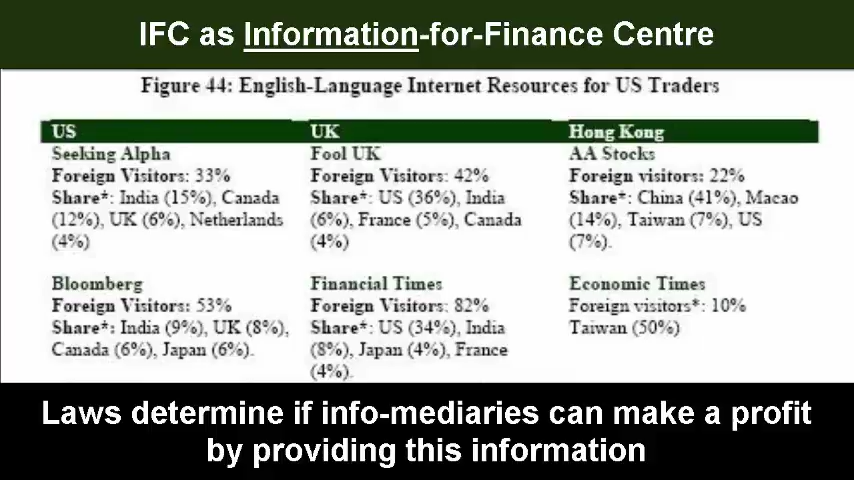 IFC as Information-for-Finance Centre
Figure 44: English-Language Internet Resources for US Traders
US
Seeking Alpha
Foreign Visitors: 33%
Share*: India (15%), Canada
(12%), UK (6%), Netherlands
(4%)
Bloomberg
Foreign Visitors: 53%
Share*: India (9%), UK (8%),
Canada (6%), Japan (6%).
UK
Fool UK
Foreign Visitors: 42%
Share*: US (36%), India
(6%), France (5%), Canada
(4%)
Financial Times
Foreign Visitors: 82%
Share*: US (34%), India
(8%), Japan (4%), France
(4%).
Hong Kong
AA Stocks
Foreign visitors: 22%
Share*: China (41%), Macao
(14%), Taiwan (7%), US
(7%).
Economic Times
Foreign visitors*: 10%
Taiwan (50%)
Laws determine if info-mediaries can make a profit
by providing this information